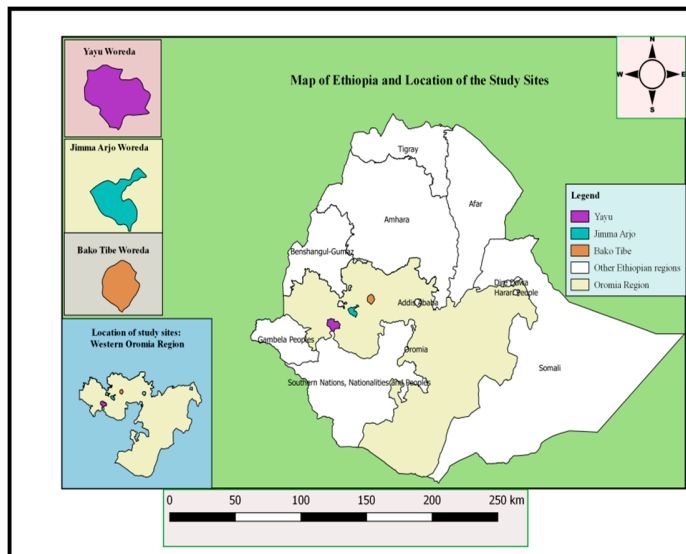 Yayu Woreda
Map of Ethiopia and Location of the Study Sites
N
W
E
S
Jimma Arjo Woreda
Tigray
Afar
Amhara
Legend
Yayu
Jimma Arjo
Bako Tibe
Other Ethiopian regions
Oromia Region
Bako Tibe Woreda
Benshangul-Gumaz
Dire Dawa
Harari People
Addis Ababa
Location of study sites:
Western Oromia Region
Gambela Peoples
Oromia
Somali
Southern Nations, Nationalities and Peoples
0
50
100
150
200
250 km